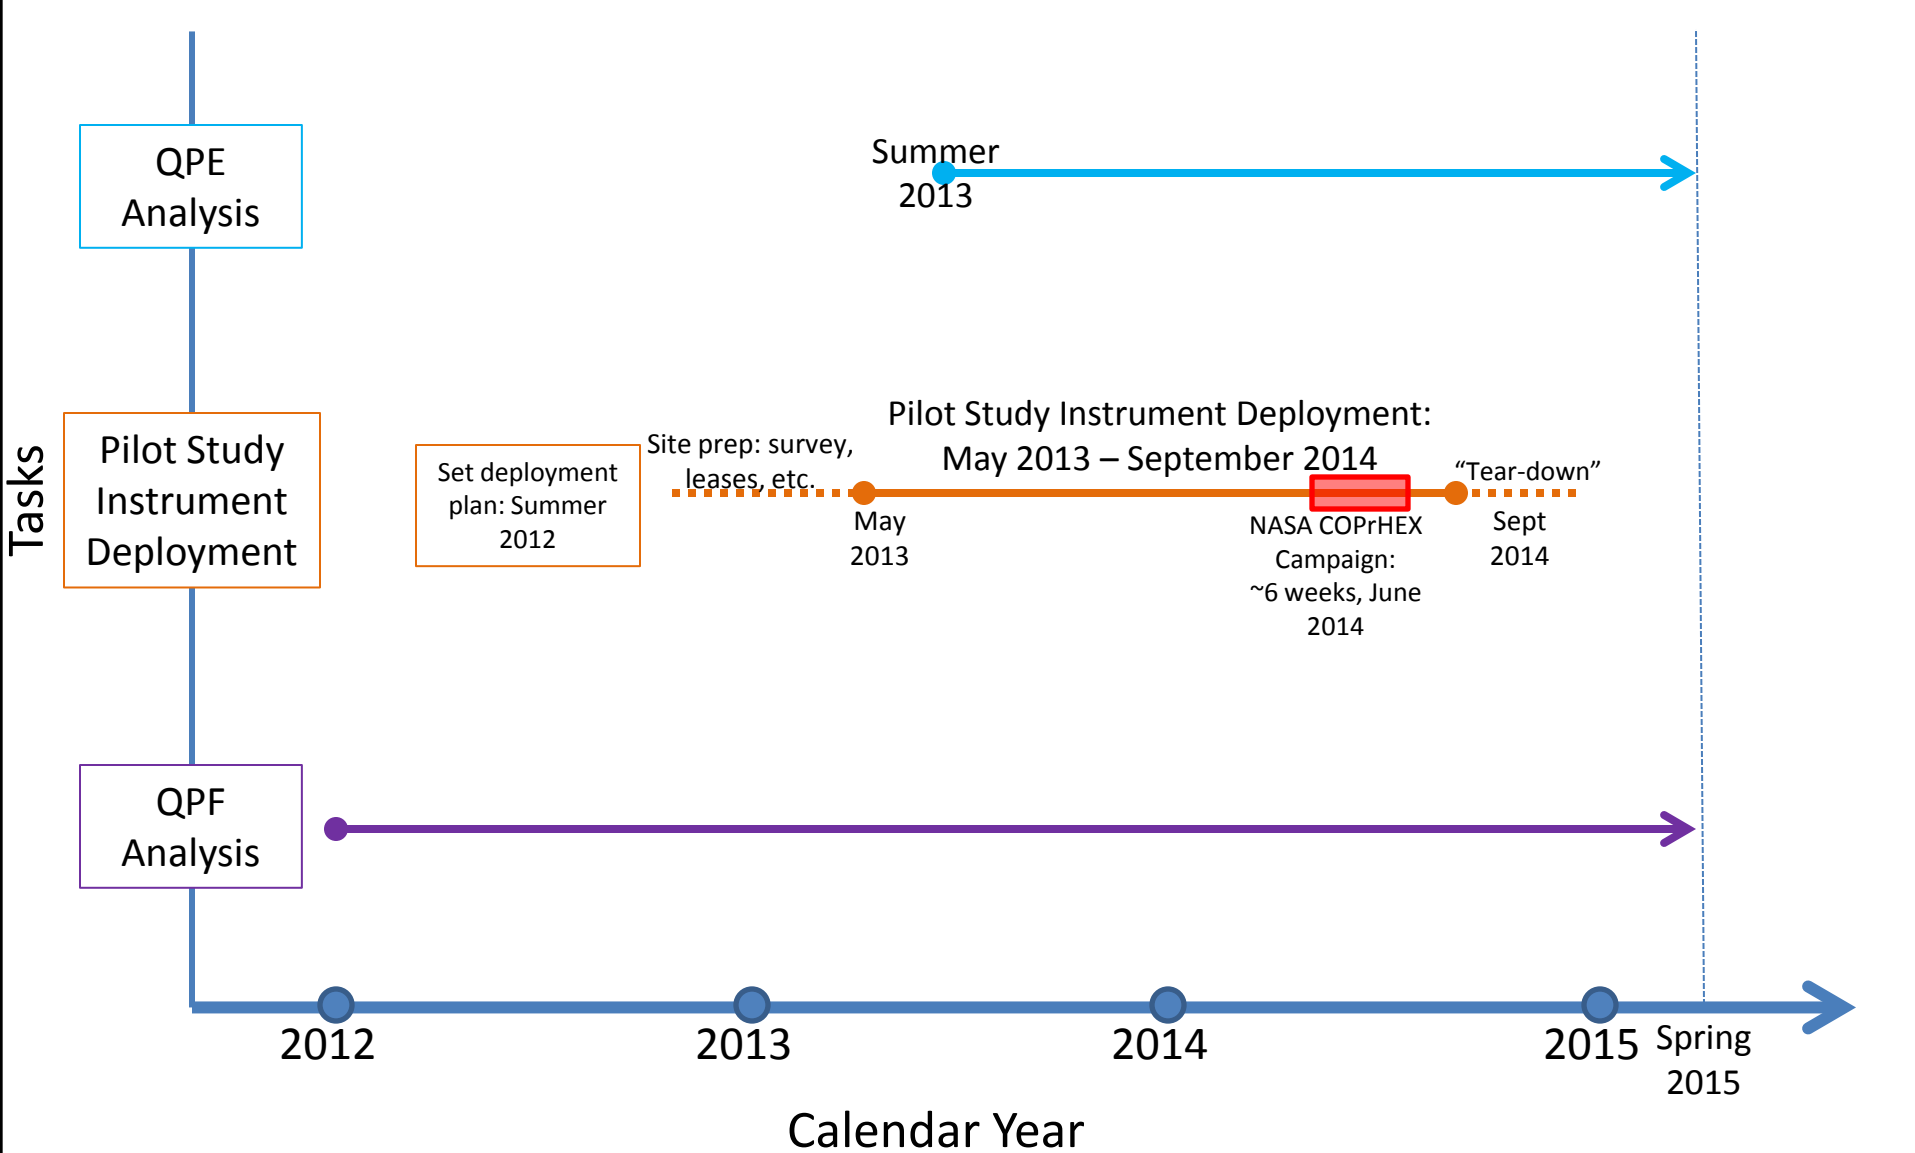 Tasks
QPE
Analysis
Summer
2013
Pilot Study
Instrument
Deployment
Set deployment
plan: Summer
2012
Site prep: survey,
leases, etc.
Pilot Study Instrument Deployment:
May 2013 – September 2014
“Tear-down”
May
2013
NASA COPrHEX
Campaign:
~6 weeks, June
2014
Sept
2014
QPF
Analysis
2012
2013
2014
2015
Spring
2015
Calendar Year